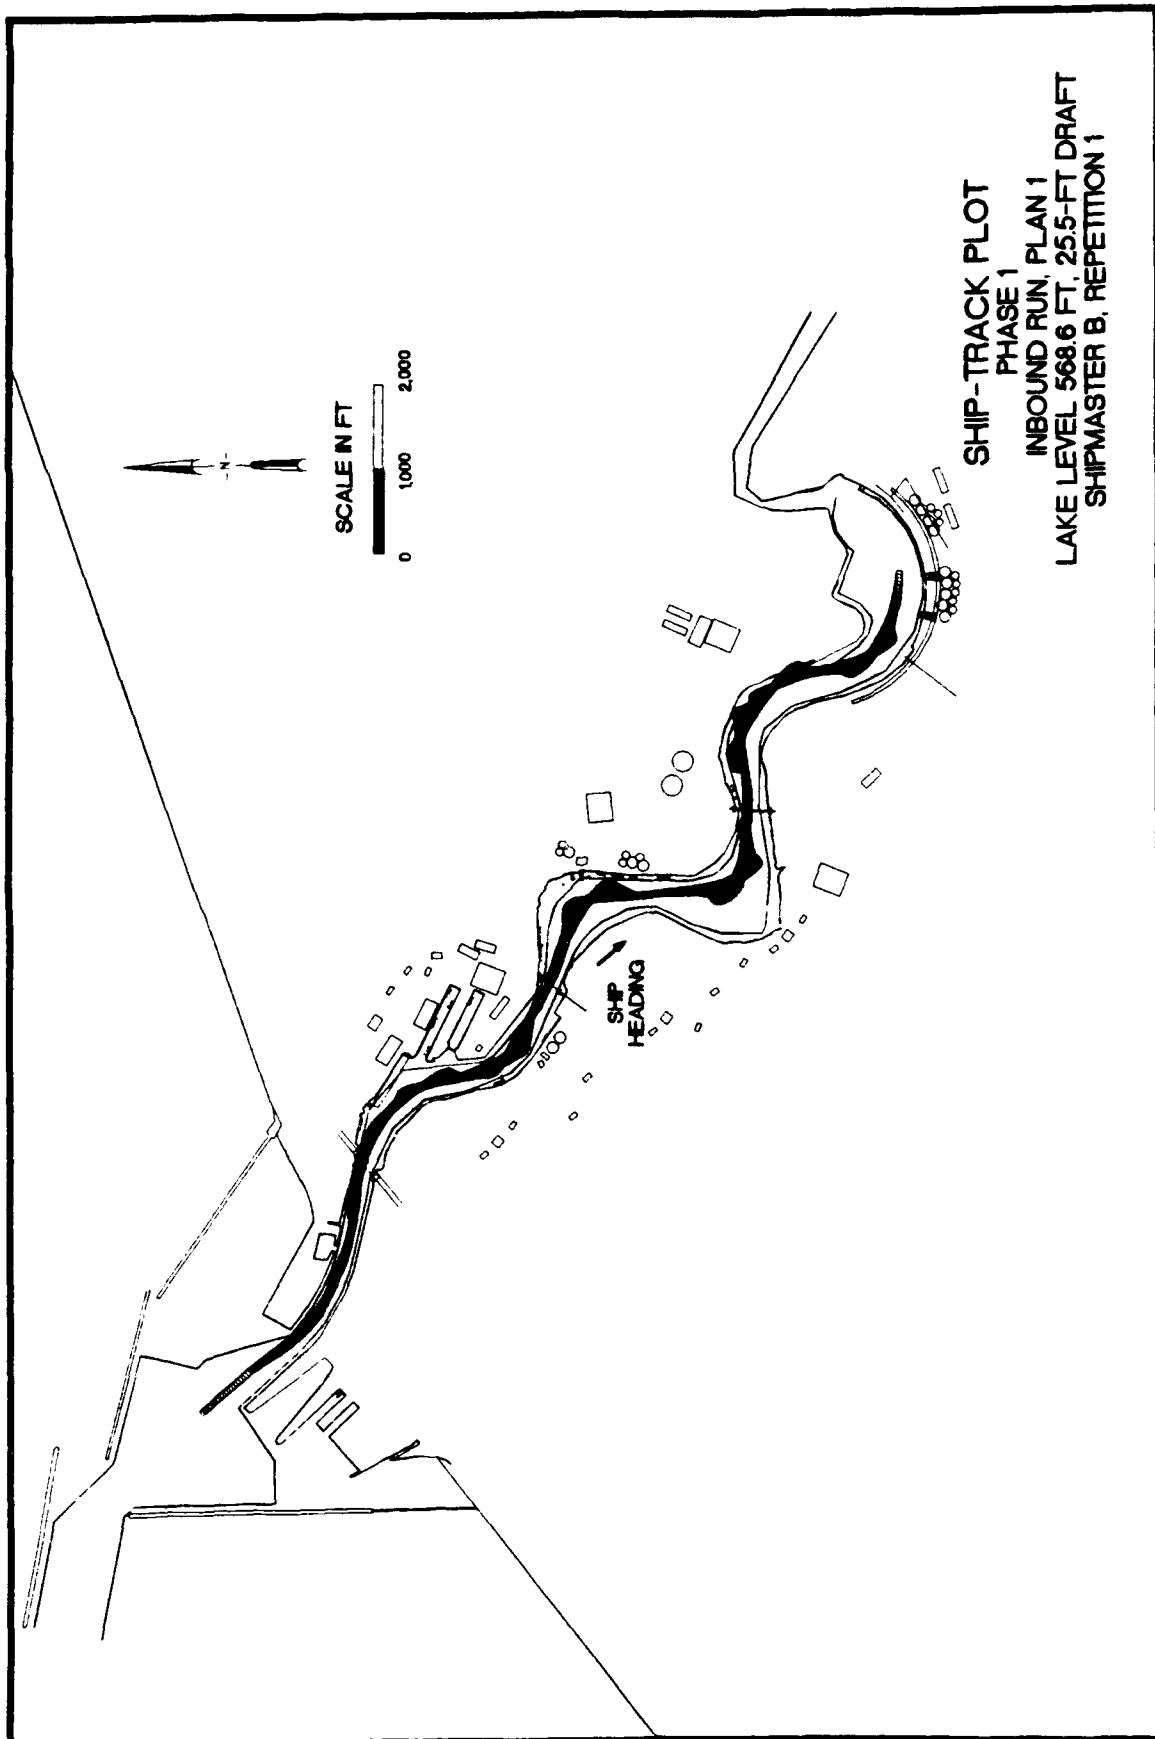 -N-
SCALE IN FT
0 1,000 2,000
SHIP
HEADING
SHIP-TRACK PLOT
PHASE 1
INBOUND RUN, PLAN 1
LAKE LEVEL 568.6 FT, 25.5-FT DRAFT
SHIPMASTER B, REPETITION 1